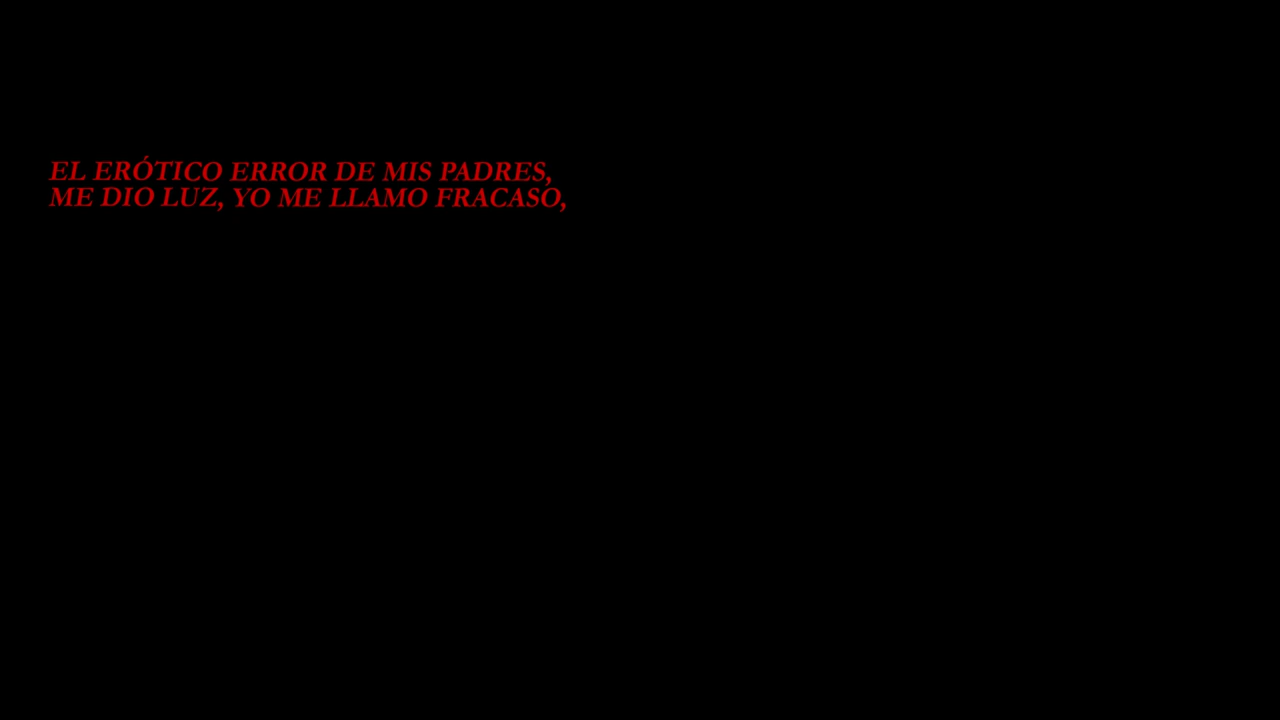 EL ERÓTICO ERROR DE MIS PADRES,
ME DIO LUZ, YO ME LLAMO FRACASO,